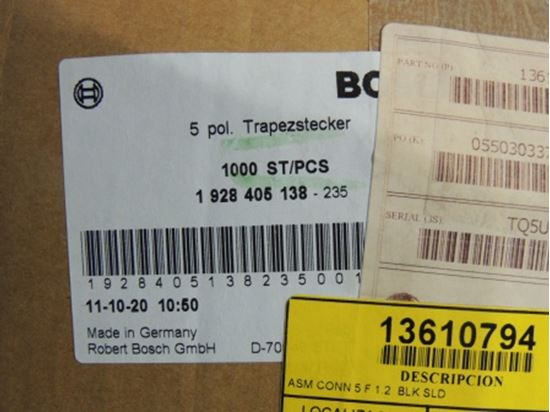 BO
5 pol. Trapezstecker
1000 ST/PCS
1 928 405 138 - 235
1928405138235001
11-10-20 10:50
Made in Germany
Robert Bosch GmbH D-70
PART NO (P)
136
PO (K)
055030337
SERIAL (3S)
TQ5U
13610794
DESCRIPCION
ASM CONN 5 F 1.2 BLK SLD